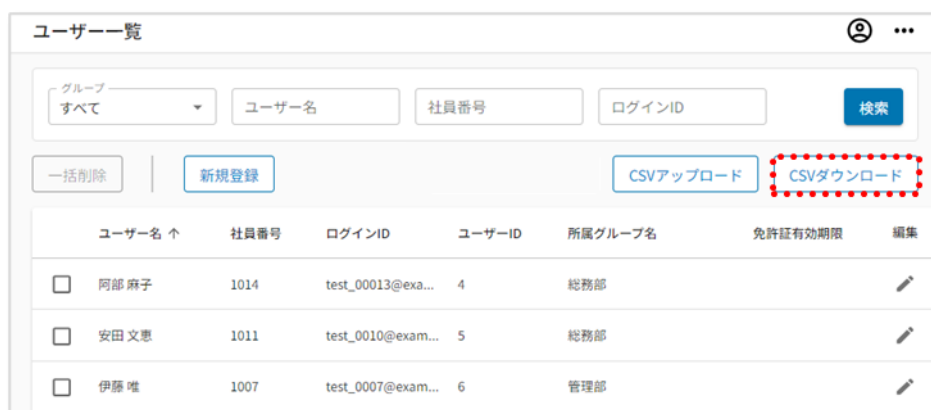 ユーザー一覧
グループ
すべて
ユーザー名
社員番号
ログインID
検索
一括削除
新規登録
CSVアップロード
CSVダウンロード
ユーザー名 ↑ 社員番号 ログインID ユーザーID 所属グループ名 免許証有効期限 編集
阿部 麻子 1014 test_00013@exa... 4 総務部
安田 文恵 1011 test_0010@exam... 5 総務部
伊藤 唯 1007 test_0007@exam... 6 管理部